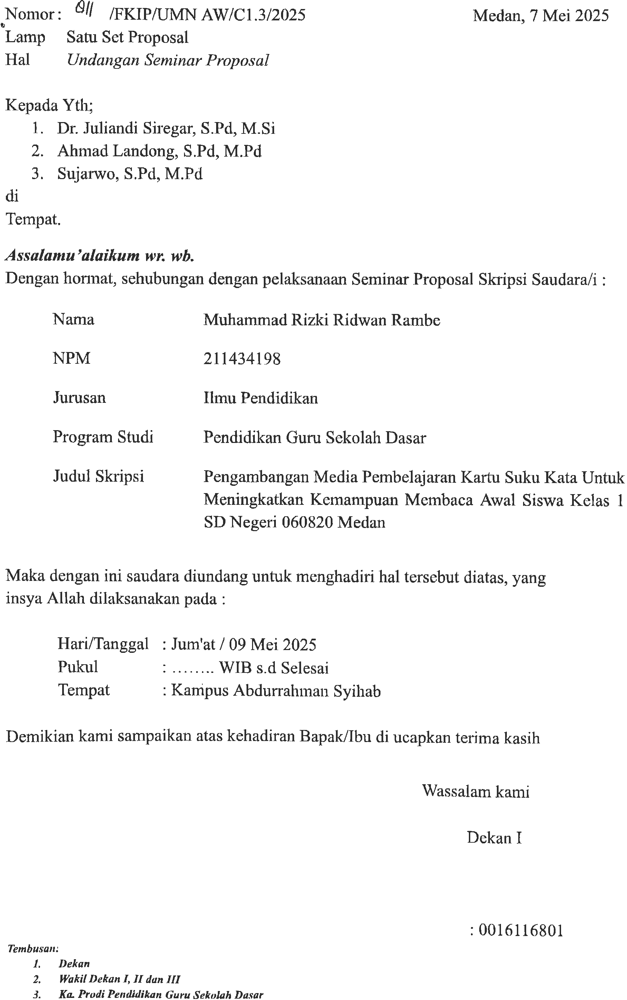 Nomor : 911 /FKIP/UMN AW/C1.3/2025 Medan, 7 Mei 2025
Lamp Satu Set Proposal
Hal Undangan Seminar Proposal
Kepada Yth;
1. Dr. Juliandi Siregar, S.Pd, M.Si
2. Ahmad Landong, S.Pd, M.Pd
3. Sujarwo, S.Pd, M.Pd
di
Tempat.
Assalamu'alaikum wr. wb.
Dengan hormat, sehubungan dengan pelaksanaan Seminar Proposal Skripsi Saudara/i :
Nama Muhammad Rizki Ridwan Rambe
NPM 211434198
Jurusan Ilmu Pendidikan
Program Studi Pendidikan Guru Sekolah Dasar
Judul Skripsi Pengambangan Media Pembelajaran Kartu Suku Kata Untuk
Meningkatkan Kemampuan Membaca Awal Siswa Kelas 1
SD Negeri 060820 Medan
Maka dengan ini saudara diundang untuk menghadiri hal tersebut diatas, yang
insya Allah dilaksanakan pada :
Hari/Tanggal : Jum'at / 09 Mei 2025
Pukul : ........ WIB s.d Selesai
Tempat : Kampus Abdurrahman Syihab
Demikian kami sampaikan atas kehadiran Bapak/Ibu di ucapkan terima kasih
Wassalam kami
Dekan I
: 0016116801
Tembusan:
1. Dekan
2. Wakil Dekan I, II dan III
3. Ka. Prodi Pendidikan Guru Sekolah Dasar